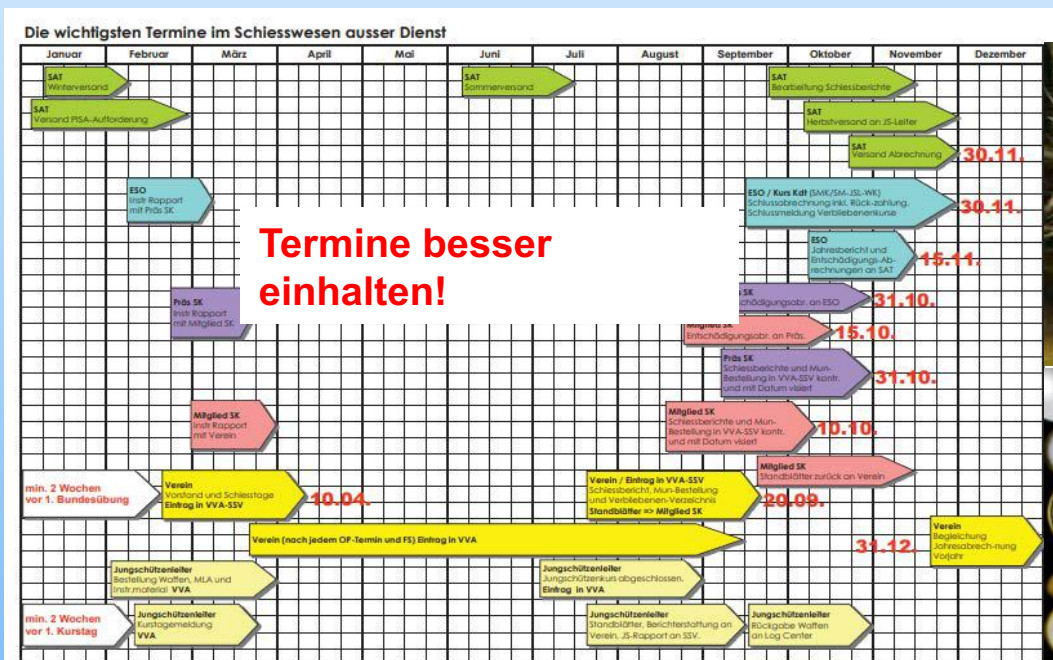 Die wichtigsten Termine im Schiesswesen ausser Dienst
Januar Februar März April Mai Juni Juli August September Oktober November Dezember
SAT
Winterversand
SAT
Sommerversand
SAT
Bearbeitung Schiessberichte
SAT
Versand PISA-Aufforderung
SAT
Herbstversand an JS-Leiter
SAT
Versand Abrechnung
30.11.
ESO
Instr Rapport
mit Präs SK
ESO / Kurs Kdt (SMK/SM-JSL-WK)
Schlussabrechnung inkl. Rück-zahlung,
Schlussmeldung Verbliebenenkurse
30.11.
Termine besser
einhalten!
ESO
Jahresbericht und
Entschädigungs-Ab-
rechnungen an SAT
15.11.
Präs SK
Instr Rapport
mit Mitglied SK
SK
chädigungsabr. an ESO
31.10.
Mitglied SK
Entschädigungsabr. an Präs.
15.10.
Präs SK
Schiessberichte und Mun-
Bestellung in VVA-SSV kontr.
und mit Datum visiert
31.10.
Mitglied SK
Instr Rapport
mit Verein
Mitglied SK
Schiessberichte und Mun-
Bestellung in VVA-SSV kontr.
und mit Datum visiert
10.10.
Mitglied SK
Standblätter zurück an Verein
min. 2 Wochen
vor 1. Bundesübung
Verein
Vorstand und Schiesstage
Eintrag in VVA-SSV
10.04.
Verein / Eintrag in VVA-SSV
Schiessbericht, Mun-Bestellung
und Verbliebenen-Verzeichnis
Standblätter => Mitglied SK
20.09.
Verein (nach jedem OP-Termin und FS) Eintrag in VVA
31.12.
Verein
Begleichung
Jahresabrech-nung
Vorjahr
Jungschützenleiter
Bestellung Waffen, MLA und
Instr.material VVA
Jungschützenleiter
Jungschützenkurs abgeschlossen.
Eintrag in VVA
min. 2 Wochen
vor 1. Kurstag
Jungschützenleiter
Kurstagemeldung
VVA
Jungschützenleiter
Standblätter, Berichterstattung an
Verein, JS-Rapport an SSV.
Jungschützenleiter
Rückgabe Waffen
an Log Center